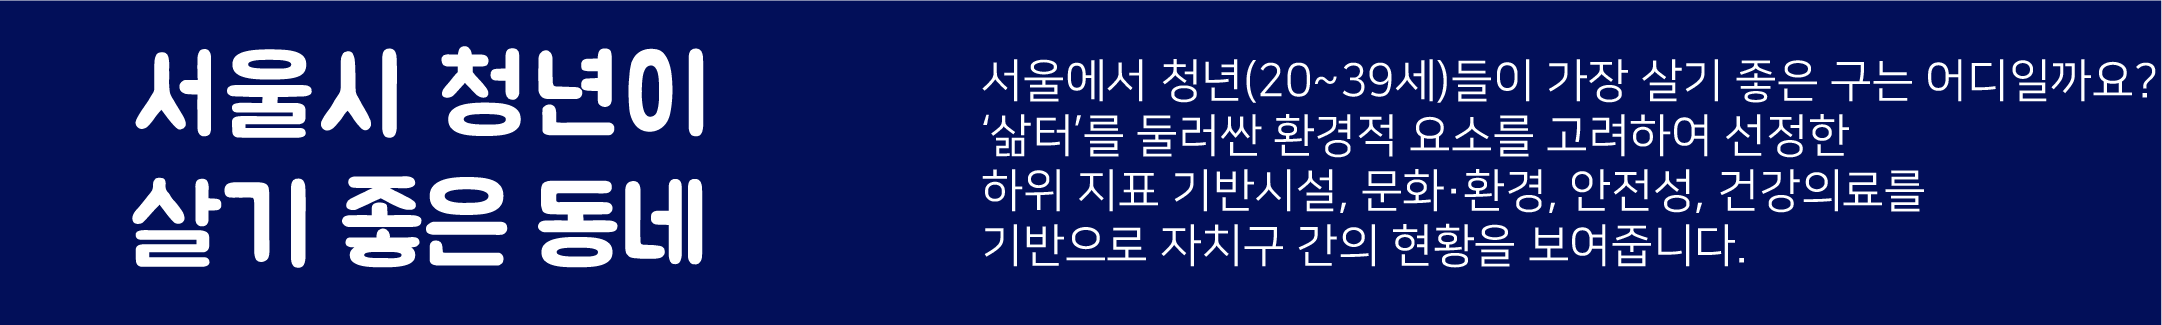 서울시 청년이
살기 좋은 동네
서울에서 청년(20~39세)들이 가장 살기 좋은 구는 어디일까요?
‘삶터’를 둘러싼 환경적 요소를 고려하여 선정한
하위 지표 기반시설, 문화·환경, 안전성, 건강의료를
기반으로 자치구 간의 현황을 보여줍니다.